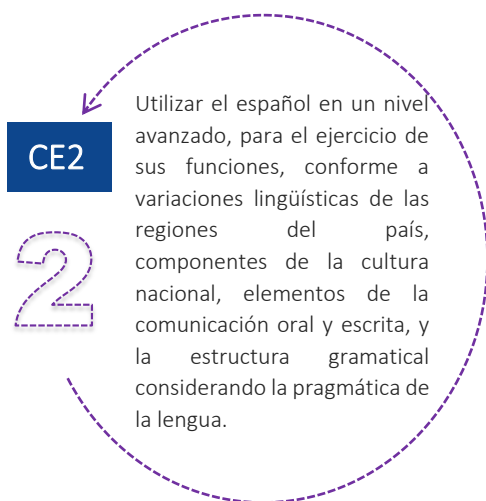 CE2
2
Utilizar el español en un nivel
avanzado, para el ejercicio de
sus funciones, conforme a
variaciones lingüísticas de las
regiones del país,
componentes de la cultura
nacional, elementos de la
comunicación oral y escrita, y
la estructura gramatical
considerando la pragmática de
la lengua.